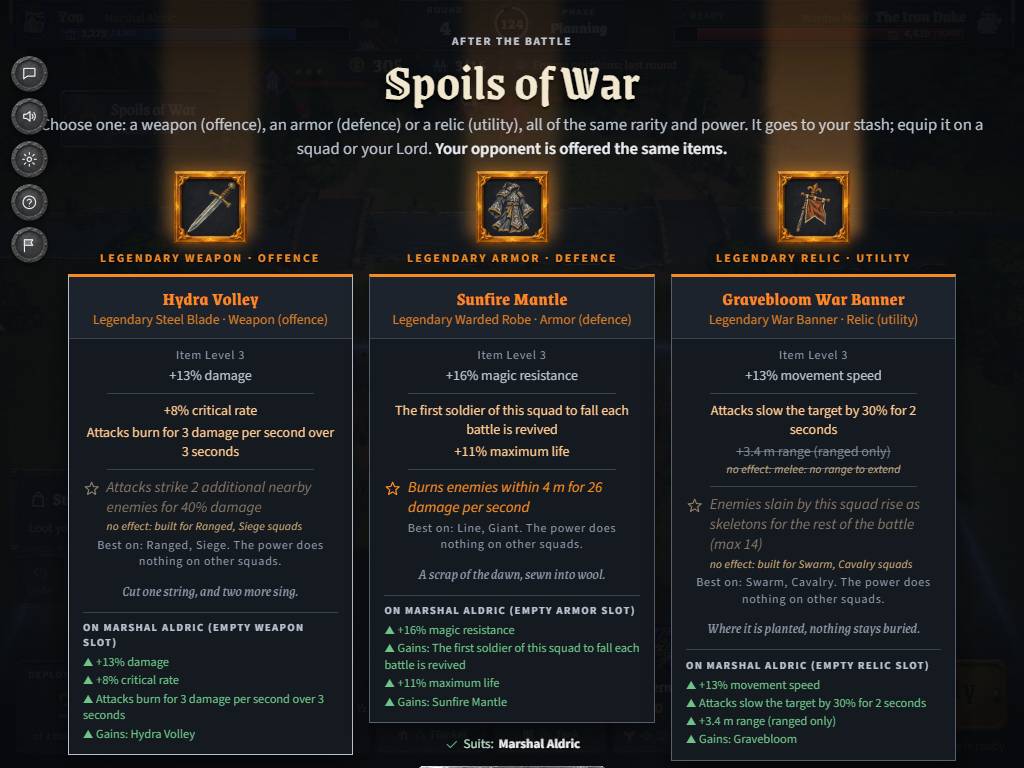 You
Marshal Aldric
ROUND
4
124
PHASE
Planning
READY
The Iron Duke
AFTER THE BATTLE
Spoils of War
Choose one: a weapon (offence), an armor (defence) or a relic (utility), all of the same rarity and power. It goes to your stash; equip it on a
squad or your Lord. Your opponent is offered the same items.
LEGENDARY WEAPON · OFFENCE
Hydra Volley
Legendary Steel Blade · Weapon (offence)
Item Level 3
+13% damage
+8% critical rate
Attacks burn for 3 damage per second over
3 seconds
Attacks strike 2 additional nearby
enemies for 40% damage
no effect: built for Ranged, Siege squads
Best on: Ranged, Siege. The power does
nothing on other squads.
Cut one string, and two more sing.
ON MARSHAL ALDRIC (EMPTY WEAPON
SLOT)
▲ +13% damage
▲ +8% critical rate
▲ Attacks burn for 3 damage per second over 3
seconds
▲ Gains: Hydra Volley
LEGENDARY ARMOR · DEFENCE
Sunfire Mantle
Legendary Warded Robe · Armor (defence)
Item Level 3
+16% magic resistance
The first soldier of this squad to fall each
battle is revived
+11% maximum life
Burns enemies within 4 m for 26
damage per second
Best on: Line, Giant. The power does
nothing on other squads.
A scrap of the dawn, sewn into wool.
ON MARSHAL ALDRIC (EMPTY ARMOR SLOT)
▲ +16% magic resistance
▲ Gains: The first soldier of this squad to fall each
battle is revived
▲ +11% maximum life
▲ Gains: Sunfire Mantle
✓ Suits: Marshal Aldric
LEGENDARY RELIC · UTILITY
Gravebloom War Banner
Legendary War Banner · Relic (utility)
Item Level 3
+13% movement speed
Attacks slow the target by 30% for 2
seconds
+3.4 m range (ranged only)
no effect: melee: no range to extend
Enemies slain by this squad rise as
skeletons for the rest of the battle
(max 14)
no effect: built for Swarm, Cavalry squads
Best on: Swarm, Cavalry. The power does
nothing on other squads.
Where it is planted, nothing stays buried.
ON MARSHAL ALDRIC (EMPTY RELIC SLOT)
▲ +13% movement speed
▲ Attacks slow the target by 30% for 2 seconds
▲ +3.4 m range (ranged only)
▲ Gains: Gravebloom